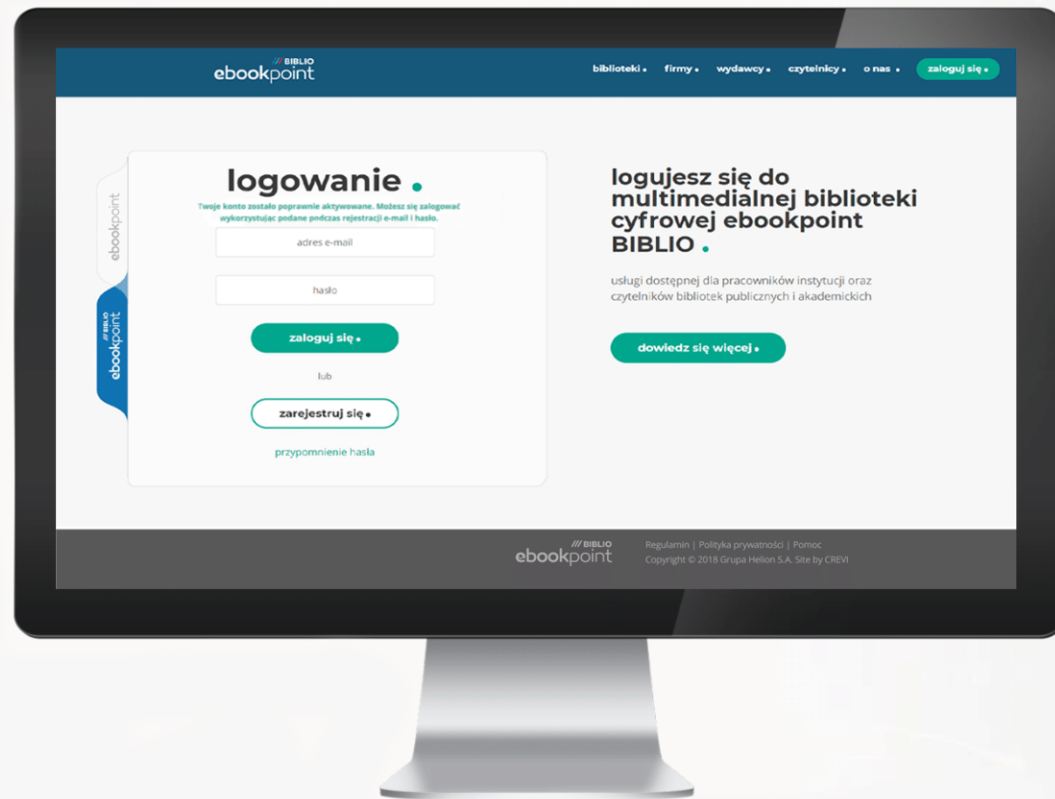 /// BIBLIO
ebookpoint
biblioteki. firmy. wydawcy. czytelnicy. o nas . zaloguj się.
logowanie .
Twoje konto zostało poprawnie aktywowane. Możesz się zalogować
wykorzystując podane podczas rejestracji e-mail i hasło.
adres e-mail
hasło
zaloguj się.
lub
zarejestruj się.
przypomnienie hasła
ebookpoint
/// BIBLIO
ebookpoint
logujesz się do
multimedialnej biblioteki
cyfrowej ebookpoint
BIBLIO .
usługi dostępnej dla pracowników instytucji oraz
czytelników bibliotek publicznych i akademickich
dowiedz się więcej.
/// BIBLIO
ebookpoint
Regulamin | Polityka prywatności | Pomoc
Copyright © 2018 Grupa Helion S.A. Site by CREVI